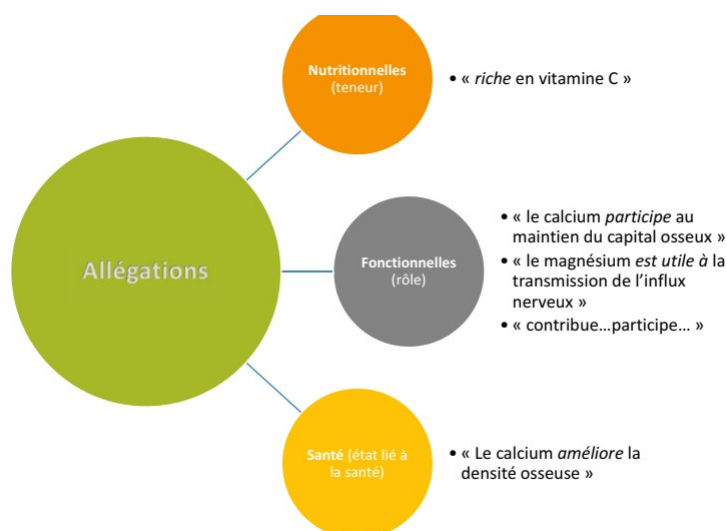 Nutritionnelles
(teneur)
• « riche en vitamine C »
Allégations
Fonctionnelles
(rôle)
• « le calcium participe au
maintien du capital osseux »
• « le magnésium est utile à la
transmission de l’influx
nerveux »
• « contribue…participe… »
Santé (état lié à
la santé)
• « Le calcium améliore la
densité osseuse »